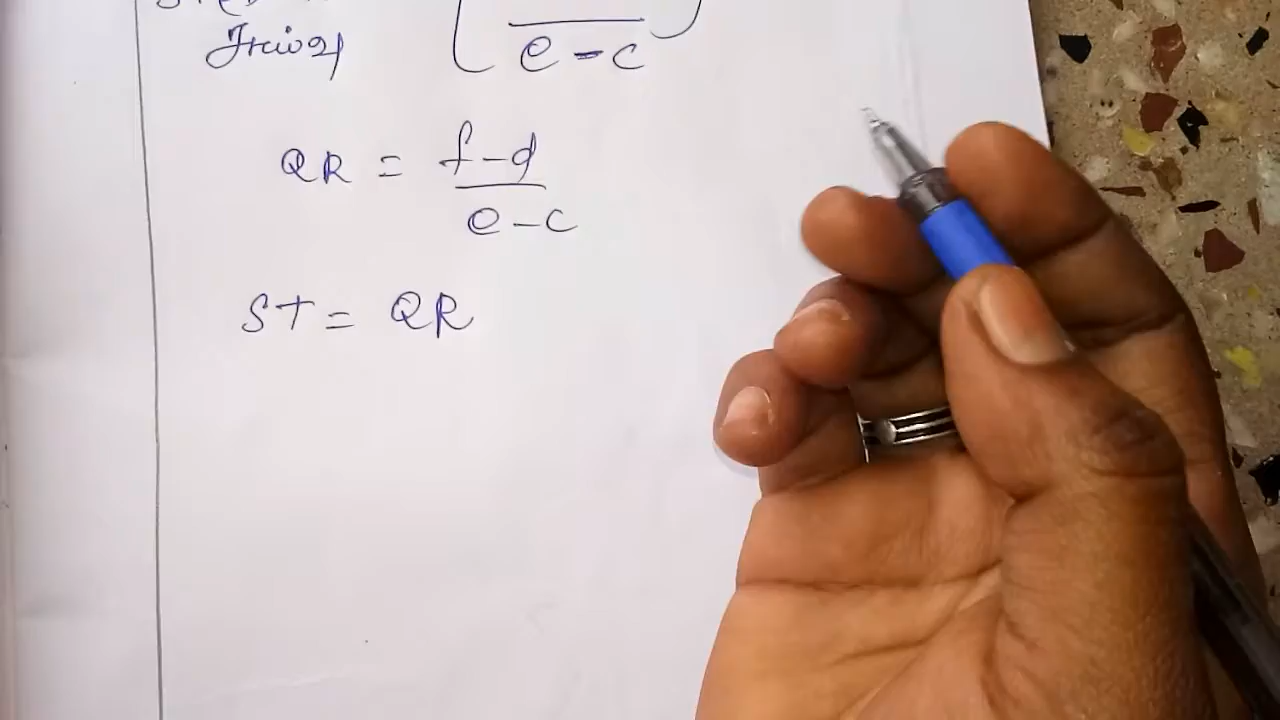 e - c
QR = f - d
e - c
ST = QR